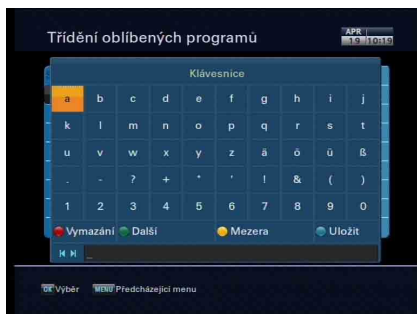 Třídění oblíbených programů
APR
19 10:19
Klávesnice
a b c d e f g h i j
k l m n o p q r s t
u v w x y z ä ö ü ß
. - ? + * ' ! & ( )
1 2 3 4 5 6 7 8 9 0
Vymazání Další Mezera Uložit
_
OK Výběr MENU Předcházející menu